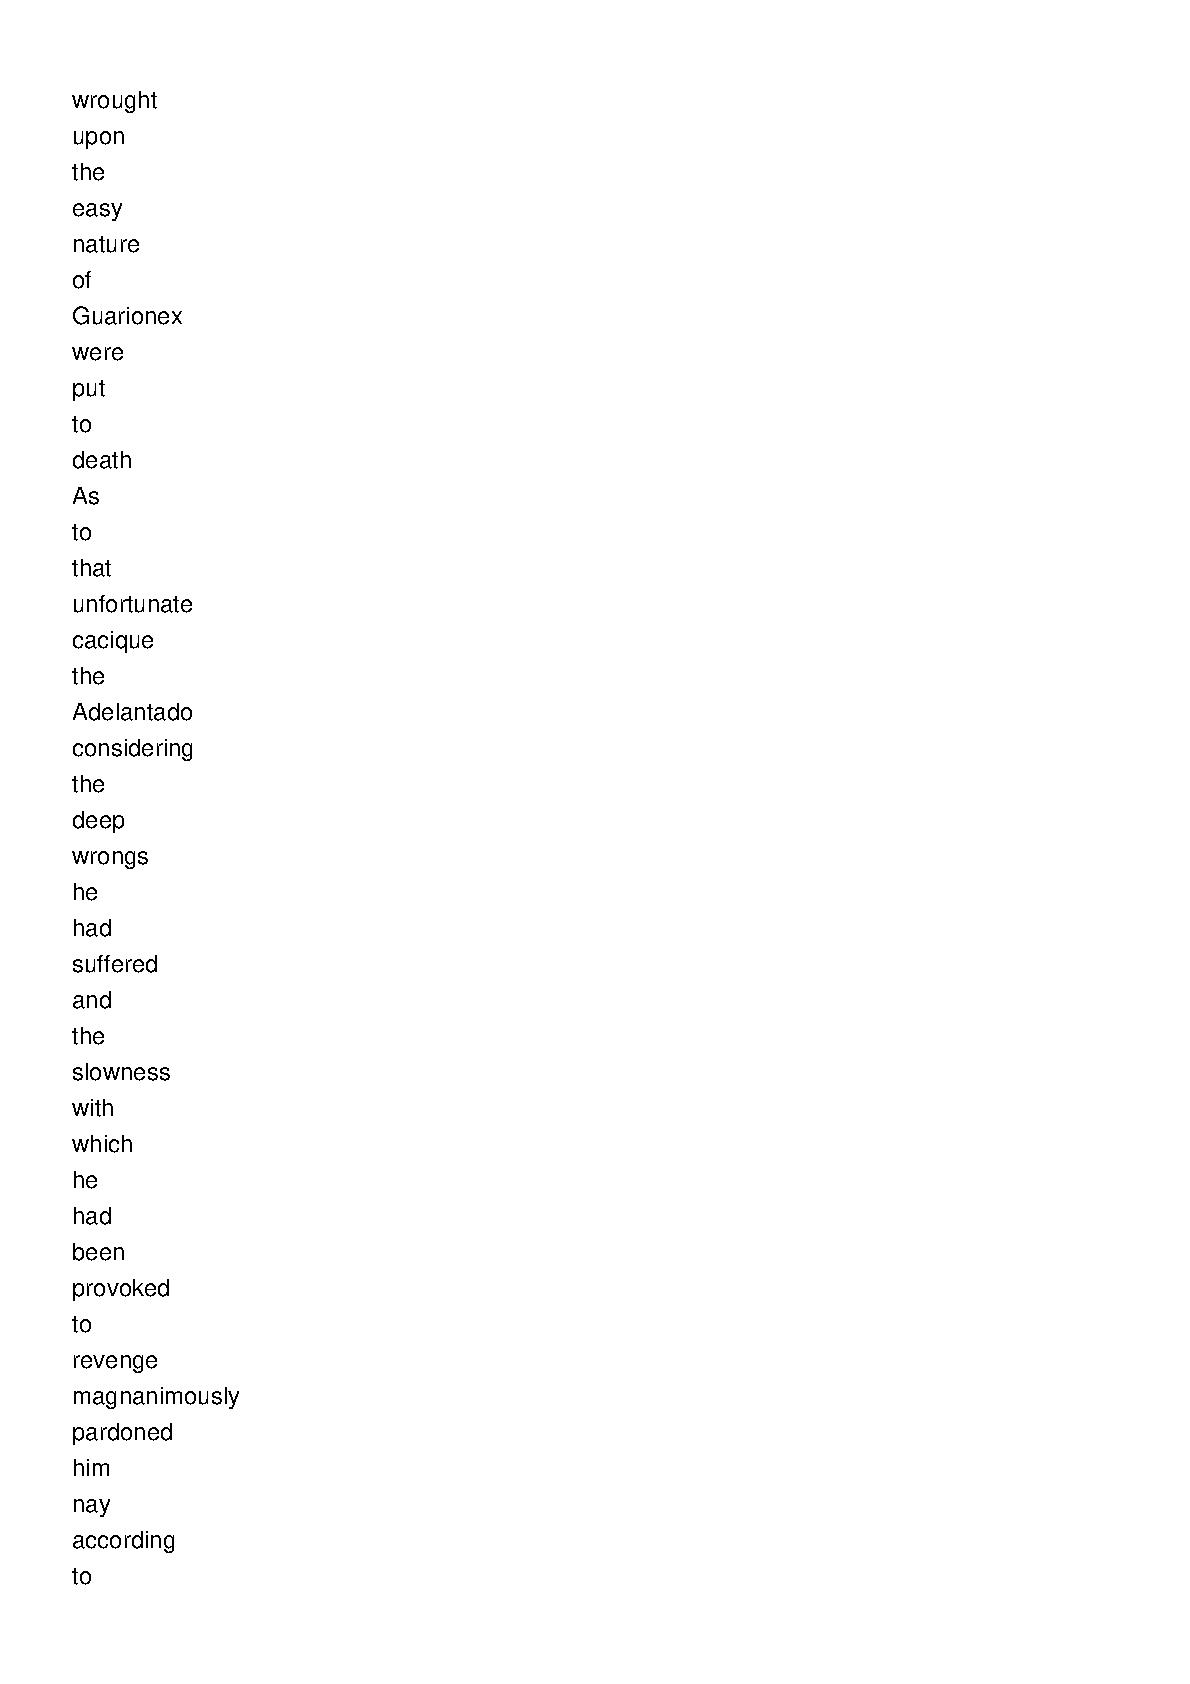 wrought
upon
the
easy
nature
of
Guarionex
were
put
to
death
As
to
that
unfortunate
cacique
the
Adelantado
considering
the
deep
wrongs
he
had
suffered
and
the
slowness
with
which
he
had
been
provoked
to
revenge
magnanimously
pardoned
him
nay
according
to